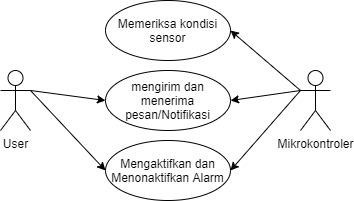 Memeriksa kondisi
sensor
mengirim dan
menerima
pesan/Notifikasi
User
Mikrokontroler
Mengaktifkan dan
Menonaktifkan Alarm